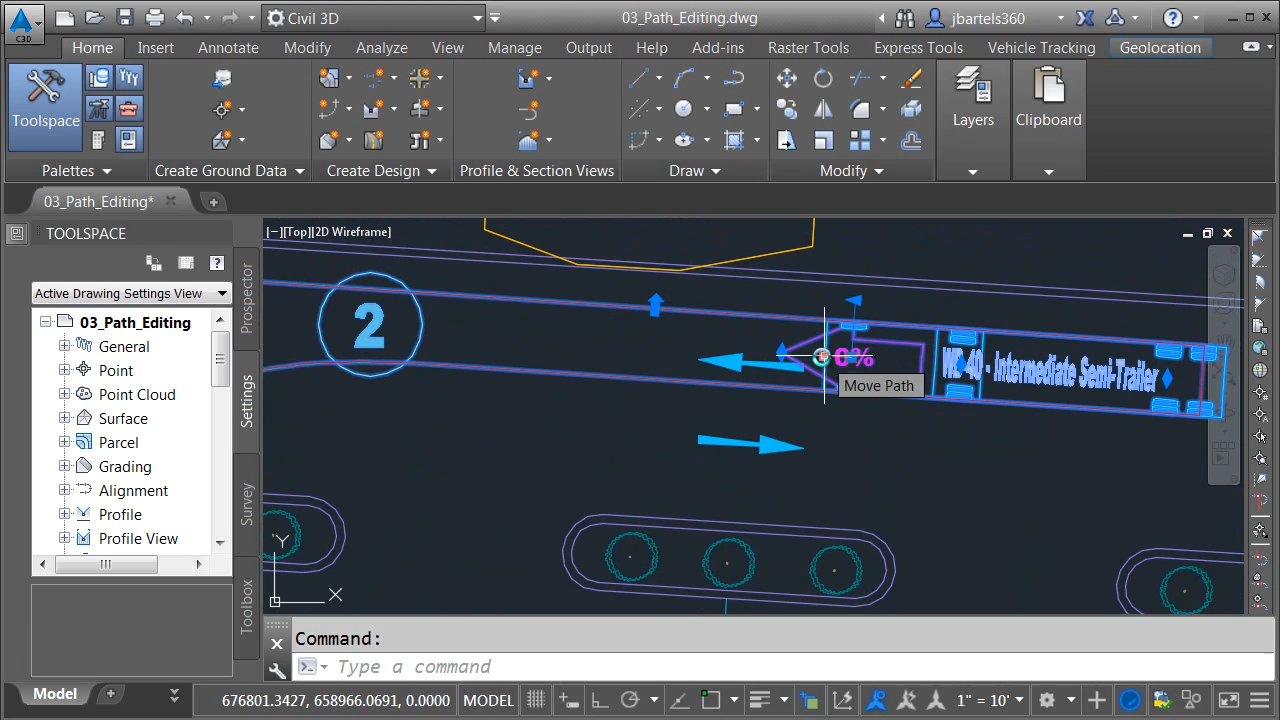 Civil 3D
03_Path_Editing.dwg
jbartels360
C3D
Home Insert Annotate Modify Analyze View Manage Output Help Add-ins Raster Tools Express Tools Vehicle Tracking Geolocation
Toolspace
Layers
Clipboard
Palettes
Create Ground Data
Create Design
Profile & Section Views
Draw
Modify
03_Path_Editing*
TOOLSPACE
[−][Top][2D Wireframe]
Active Drawing Settings View
Prospector
Settings
Survey
Toolbox
03_Path_Editing
General
Point
Point Cloud
Surface
Parcel
Grading
Alignment
Profile
Profile View
2
0%
40 - Intermediate Semi-Trailer
Move Path
Y
X
Command:
Type a command
Model
676801.3427, 658966.0691, 0.0000 MODEL
1" = 10'